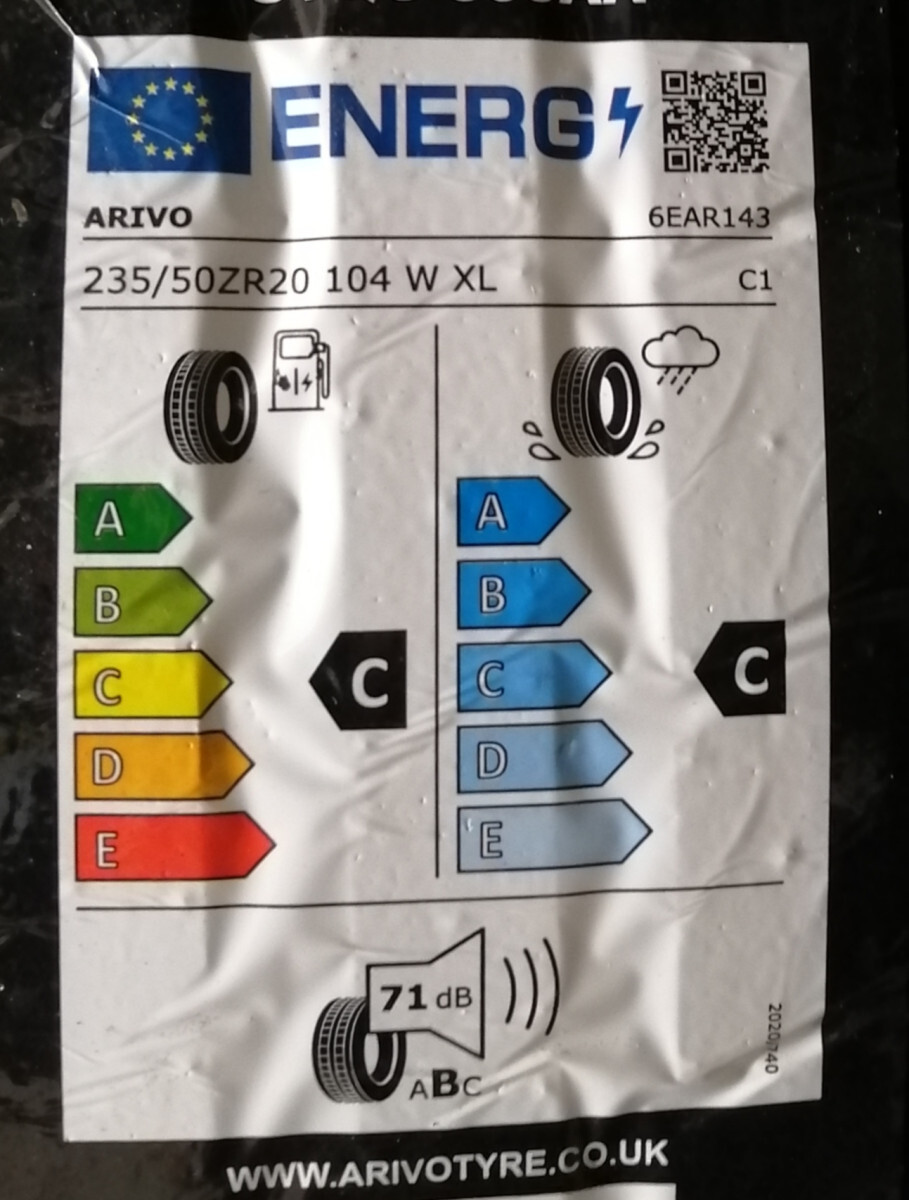 ENERG
ARIVO 6EAR143
235/50ZR20 104 W XL C1
A A
B B
C C C C
D D
E E
71 dB
ABC
2020/740
WWW.ARIVOTYRE.CO.UK